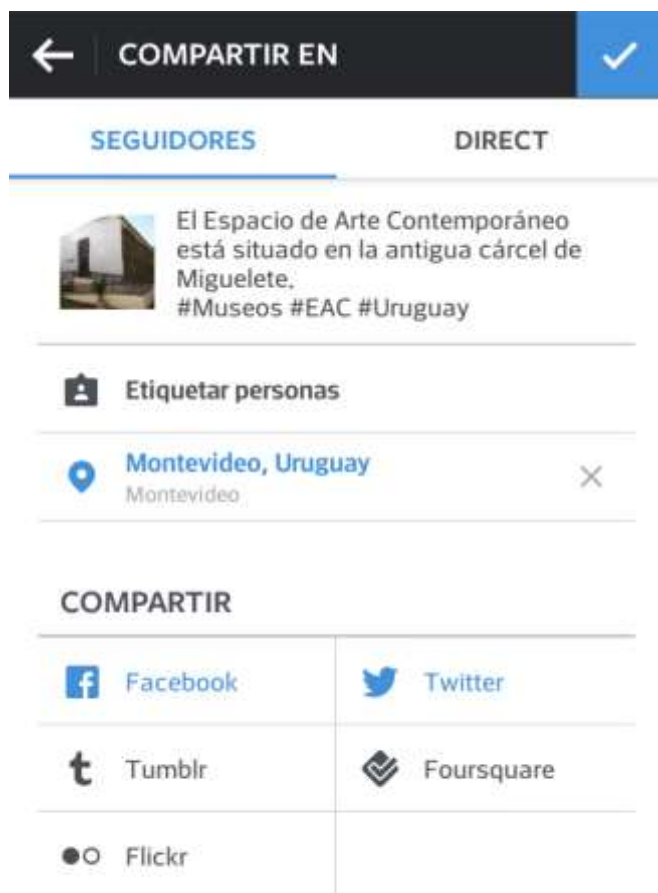 COMPARTIR EN
SEGUIDORES
DIRECT
El Espacio de Arte Contemporáneo
está situado en la antigua cárcel de
Miguelete.
#Museos #EAC #Uruguay
Etiquetar personas
Montevideo, Uruguay
Montevideo
COMPARTIR
Facebook
Twitter
Tumblr
Foursquare
Flickr